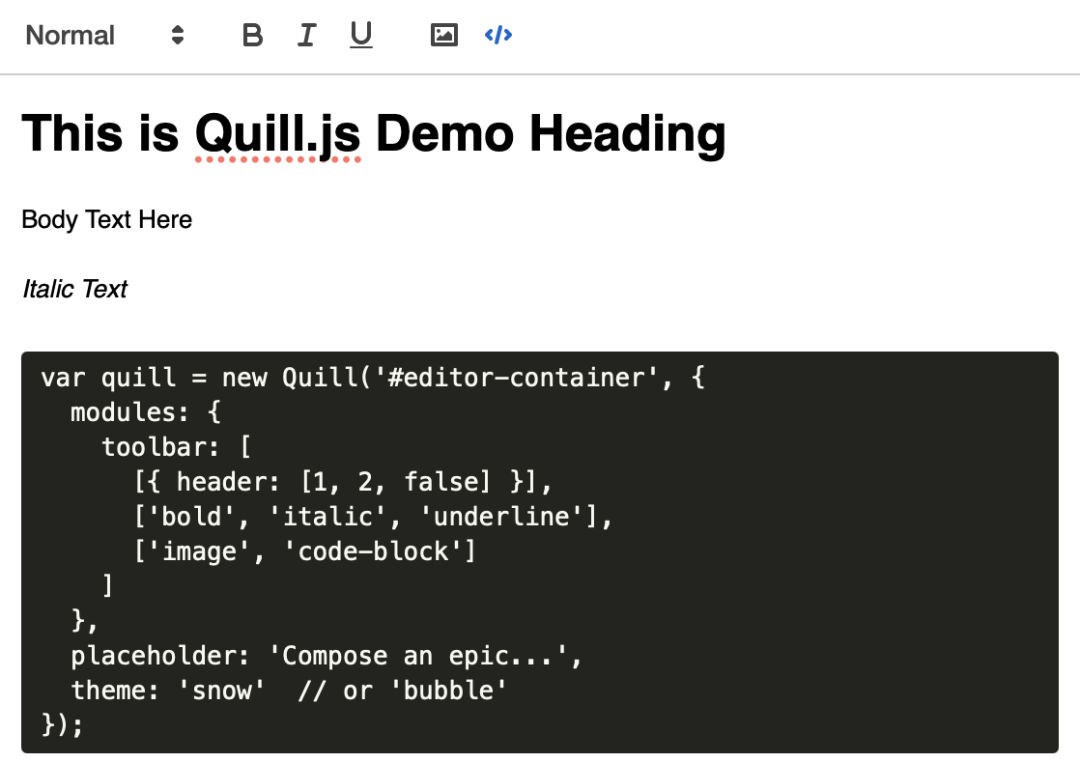 Normal
B I U </>
This is Quill.js Demo Heading
Body Text Here
Italic Text
var quill = new Quill('#editor-container', {
  modules: {
    toolbar: [
      [{ header: [1, 2, false] }],
      ['bold', 'italic', 'underline'],
      ['image', 'code-block']
    ]
  },
  placeholder: 'Compose an epic...',
  theme: 'snow'  // or 'bubble'
});